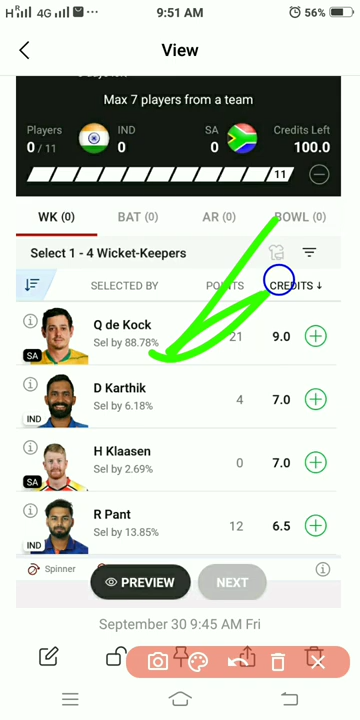 HR 4G ... 9:51 AM 56%
View
Max 7 players from a team
Players IND SA Credits Left
0 / 11 0 0 100.0
11
WK (0) BAT (0) AR (0) BOWL (0)
Select 1 - 4 Wicket-Keepers
SELECTED BY POINTS CREDITS ↓
Q de Kock
Sel by 88.78% 21 9.0
SA
D Karthik
Sel by 6.18% 4 7.0
IND
H Klaasen
Sel by 2.69% 0 7.0
SA
R Pant
Sel by 13.85% 12 6.5
IND
Spinner
PREVIEW NEXT
September 30 9:45 AM Fri